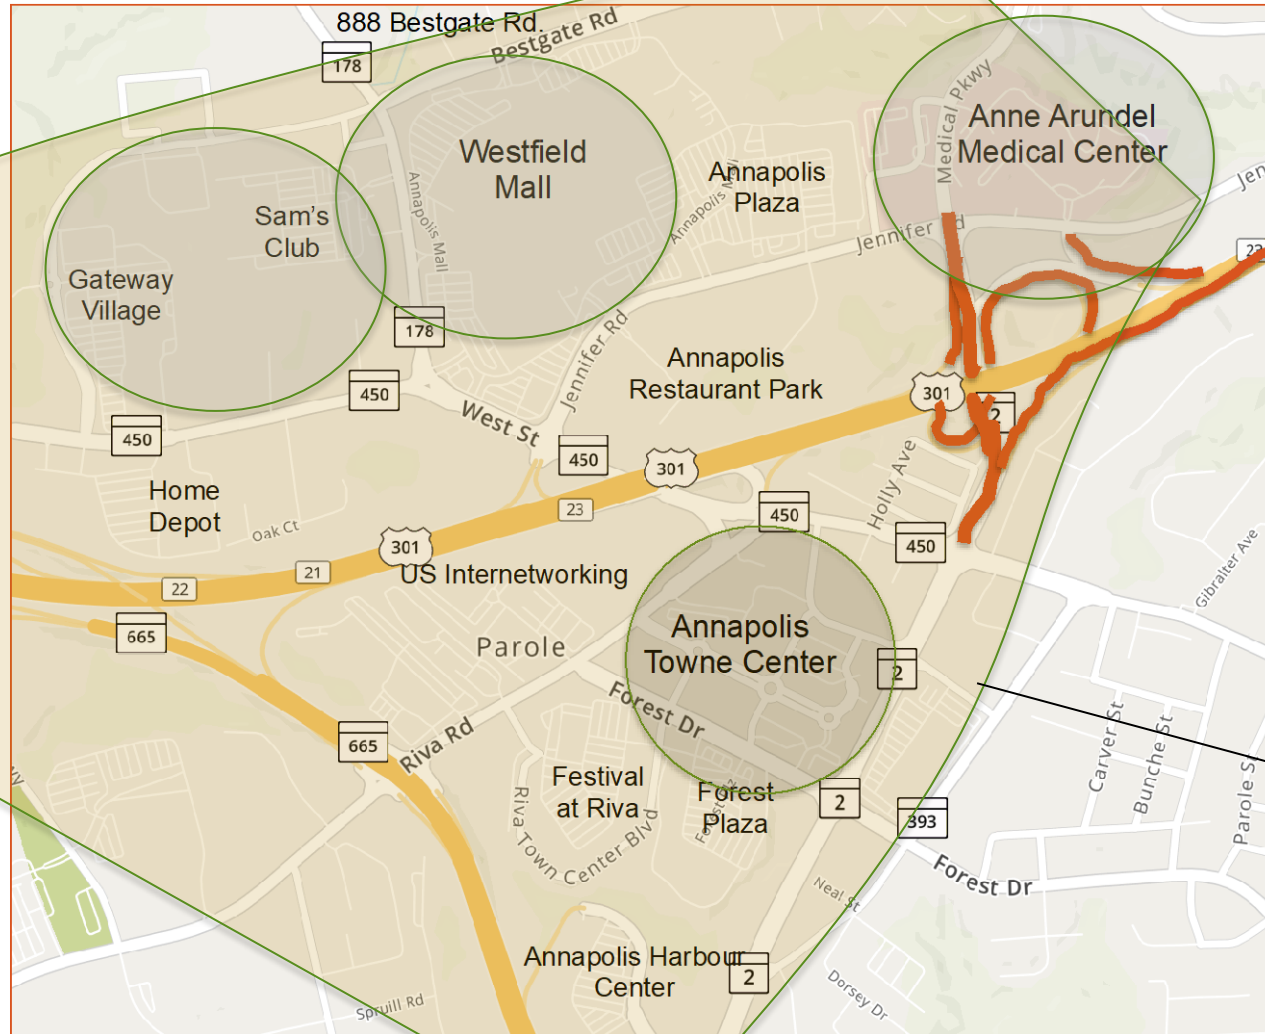 888 Bestgate Rd.
Bestgate Rd
178
Medical Pkwy
Anne Arundel
Medical Center
Westfield
Mall
Annapolis
Plaza
Annapolis Mall
Annapolis Mall
Sam's
Club
Jennifer Rd
Jen
23
Gateway
Village
178
Jennifer Rd
Annapolis
Restaurant Park
450
301
2
West St
450
450
301
Holly Ave
Home
Depot
23
450
Oak Ct
301
450
Gibralter Ave
21
US Internetworking
22
665
Parole
Annapolis
Towne Center
2
Forest Dr
Riva Rd
665
Carver St
Bunche St
Parole S
Festival
at Riva
Forest
Plaza
2
393
Riva Town Center Blvd
Forest Dr
Neal St
Annapolis Harbour
Center
2
Spruill Rd
Dorsey Dr